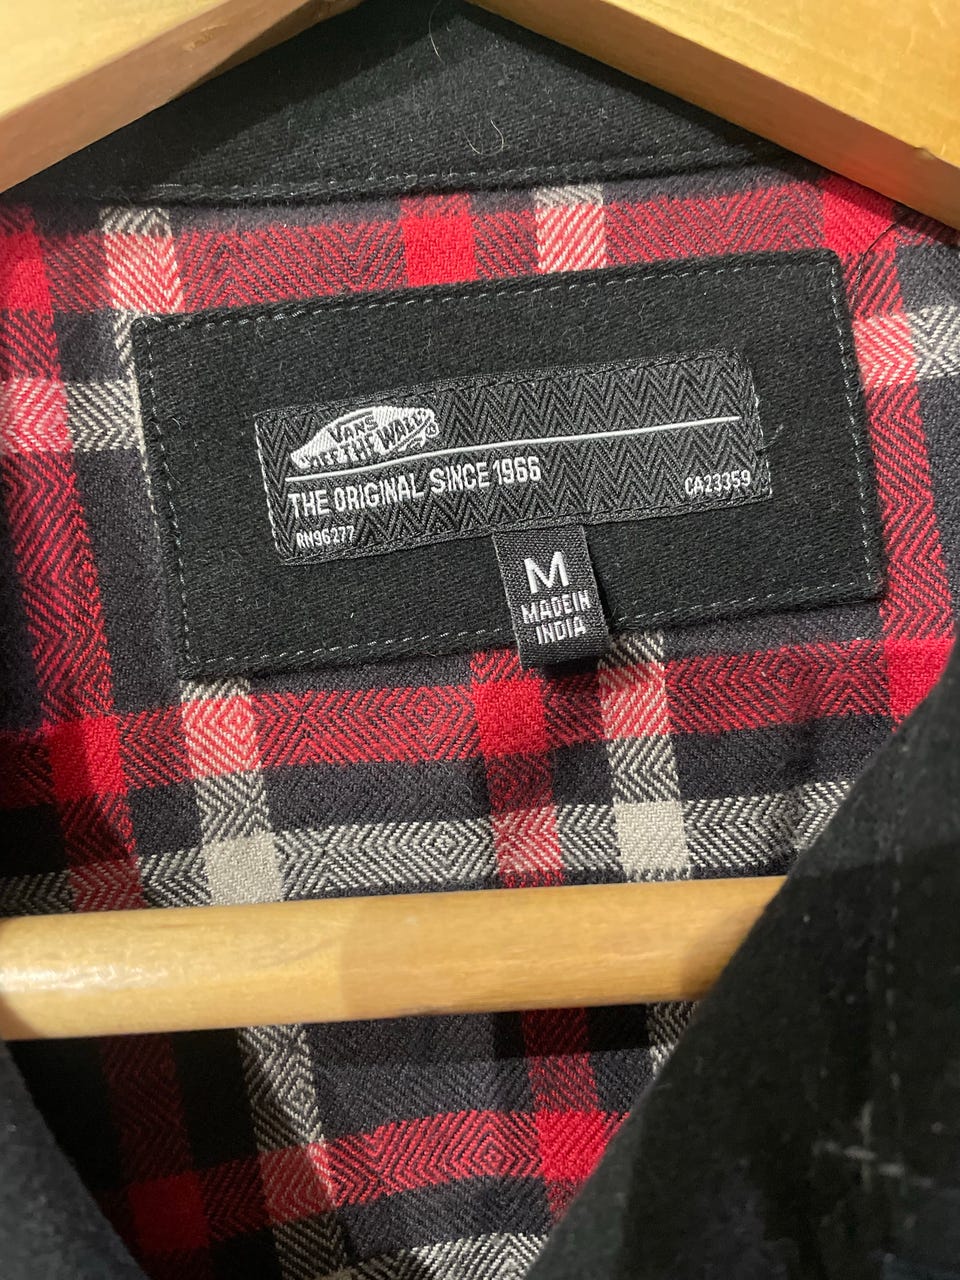 VANS
"OFF THE WALL"
THE ORIGINAL SINCE 1966
RN96277
CA23359
M
MADE IN
INDIA